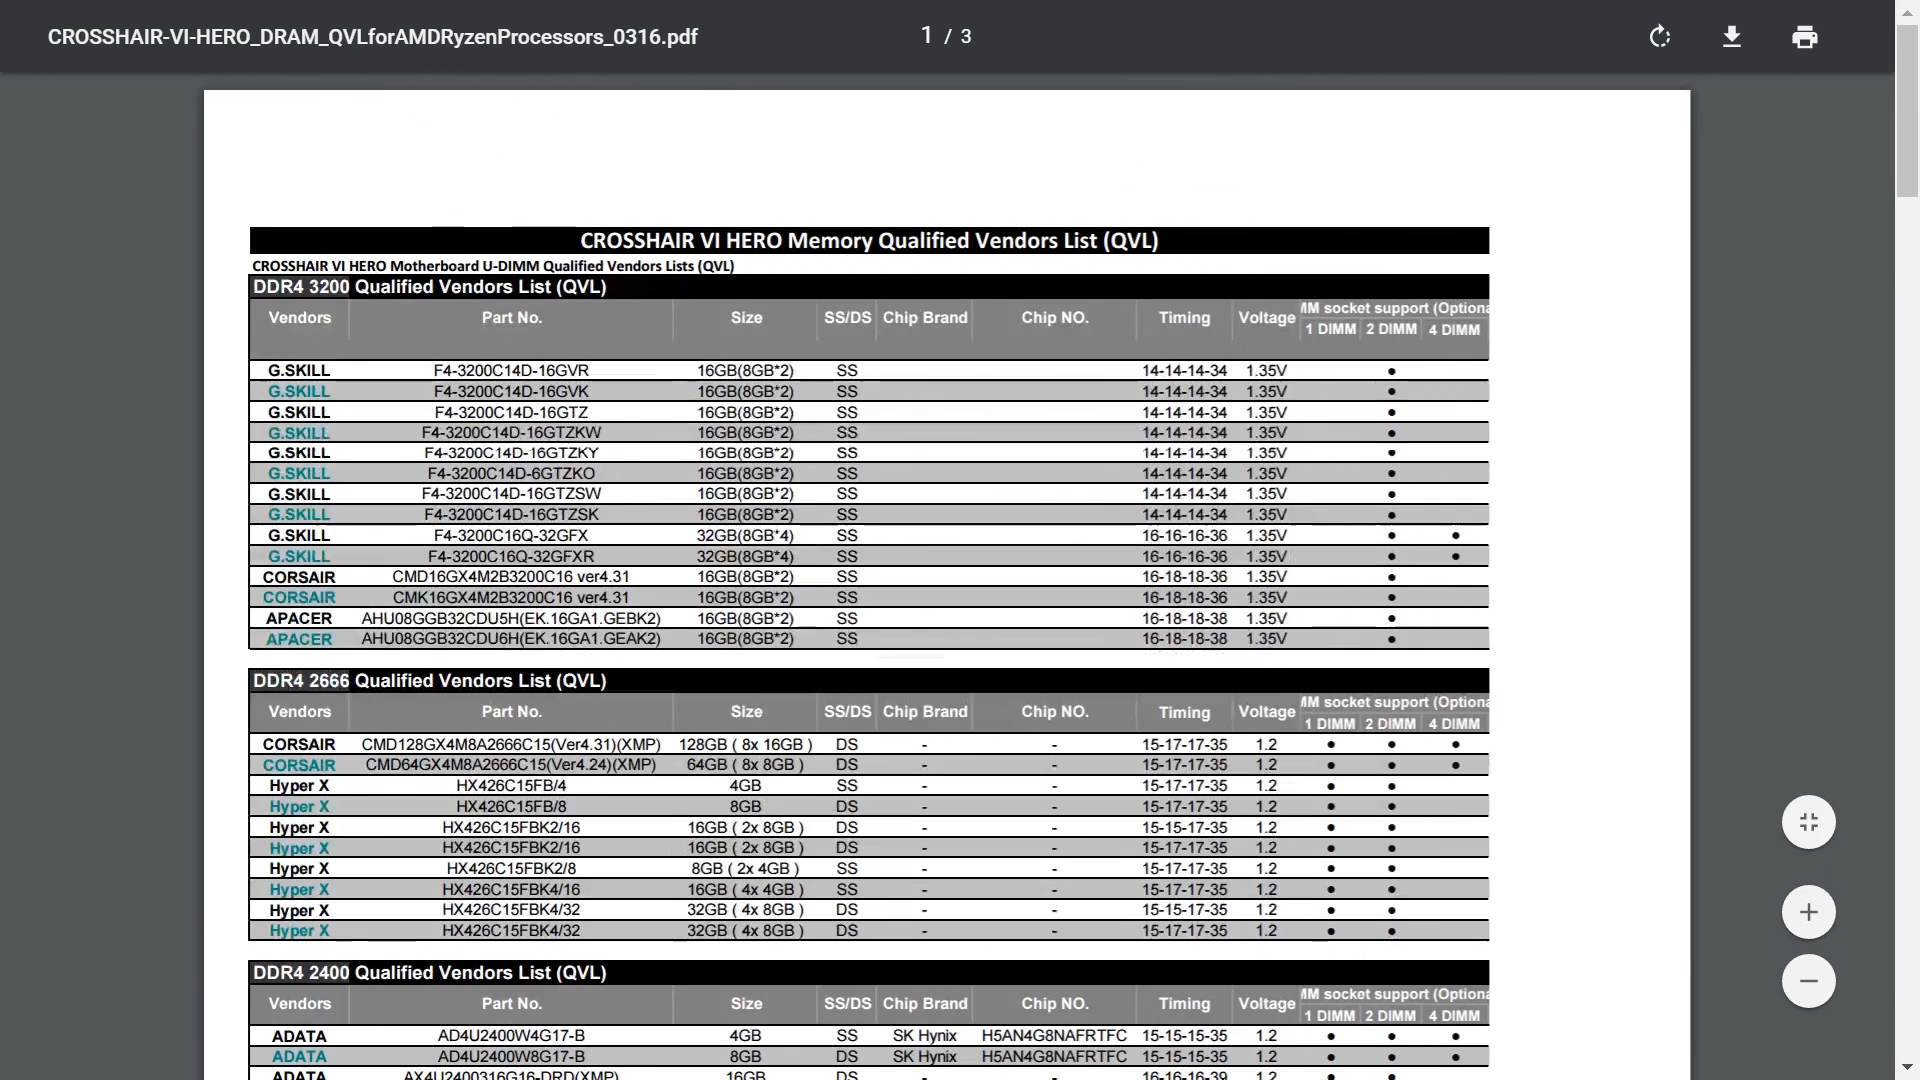 CROSSHAIR-VI-HERO_DRAM_QVLforAMDRyzenProcessors_0316.pdf 1 / 3
CROSSHAIR VI HERO Memory Qualified Vendors List (QVL)
CROSSHAIR VI HERO Motherboard U-DIMM Qualified Vendors Lists (QVL)
DDR4 3200 Qualified Vendors List (QVL)
Vendors Part No. Size SS/DS Chip Brand Chip NO. Timing Voltage socket support
1 DIMM 2 DIMM 4 DIMM
G.SKILL F4-3200C14D-16GVR 16GB(8GB*2) SS 14-14-14-34 1.35V •
G.SKILL F4-3200C14D-16GVK 16GB(8GB*2) SS 14-14-14-34 1.35V •
G.SKILL F4-3200C14D-16GTZ 16GB(8GB*2) SS 14-14-14-34 1.35V •
G.SKILL F4-3200C14D-16GTZKW 16GB(8GB*2) SS 14-14-14-34 1.35V •
G.SKILL F4-3200C14D-16GTZKY 16GB(8GB*2) SS 14-14-14-34 1.35V •
G.SKILL F4-3200C14D-6GTZKO 16GB(8GB*2) SS 14-14-14-34 1.35V •
G.SKILL F4-3200C14D-16GTZSW 16GB(8GB*2) SS 14-14-14-34 1.35V •
G.SKILL F4-3200C14D-16GTZSK 16GB(8GB*2) SS 14-14-14-34 1.35V •
G.SKILL F4-3200C16Q-32GFX 32GB(8GB*4) SS 16-16-16-36 1.35V • •
G.SKILL F4-3200C16Q-32GFXR 32GB(8GB*4) SS 16-16-16-36 1.35V • •
CORSAIR CMD16GX4M2B3200C16 ver4.31 16GB(8GB*2) SS 16-18-18-36 1.35V •
CORSAIR CMK16GX4M2B3200C16 ver4.31 16GB(8GB*2) SS 16-18-18-36 1.35V •
APACER AHU08GGB32CDU5H(EK.16GA1.GEBK2) 16GB(8GB*2) SS 16-18-18-38 1.35V •
APACER AHU08GGB32CDU6H(EK.16GA1.GEAK2) 16GB(8GB*2) SS 16-18-18-38 1.35V •
DDR4 2666 Qualified Vendors List (QVL)
Vendors Part No. Size SS/DS Chip Brand Chip NO. Timing Voltage socket support
1 DIMM 2 DIMM 4 DIMM
CORSAIR CMD128GX4M8A2666C15(Ver4.31)(XMP) 128GB ( 8x 16GB ) DS - - 15-17-17-35 1.2 • • •
CORSAIR CMD64GX4M8A2666C15(Ver4.24)(XMP) 64GB ( 8x 8GB ) DS - - 15-17-17-35 1.2 • • •
Hyper X HX426C15FB/4 4GB SS - - 15-17-17-35 1.2 • •
Hyper X HX426C15FB/8 8GB DS - - 15-17-17-35 1.2 • •
Hyper X HX426C15FBK2/16 16GB ( 2x 8GB ) DS - - 15-15-17-35 1.2 • •
Hyper X HX426C15FBK2/16 16GB ( 2x 8GB ) DS - - 15-17-17-35 1.2 • •
Hyper X HX426C15FBK2/8 8GB ( 2x 4GB ) SS - - 15-17-17-35 1.2 • •
Hyper X HX426C15FBK4/16 16GB ( 4x 4GB ) SS - - 15-17-17-35 1.2 • •
Hyper X HX426C15FBK4/32 32GB ( 4x 8GB ) DS - - 15-15-17-35 1.2 • •
Hyper X HX426C15FBK4/32 32GB ( 4x 8GB ) DS - - 15-17-17-35 1.2 • •
DDR4 2400 Qualified Vendors List (QVL)
Vendors Part No. Size SS/DS Chip Brand Chip NO. Timing Voltage socket support
1 DIMM 2 DIMM 4 DIMM
ADATA AD4U2400W4G17-B 4GB SS SK Hynix H5AN4G8NAFRTFC 15-15-15-35 1.2 • • •
ADATA AD4U2400W8G17-B 8GB DS SK Hynix H5AN4G8NAFRTFC 15-15-15-35 1.2 • • •
ADATA AX4U2400316G16-DRD(XMP) 16GB DS - - 16-16-16-39 1.2 • •